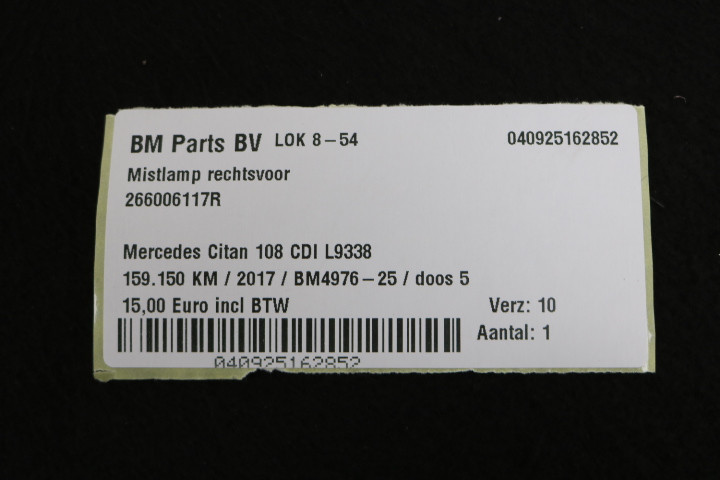 BM Parts BV LOK 8-54 040925162852
Mistlamp rechtsvoor
266006117R
Mercedes Citan 108 CDI L9338
159.150 KM / 2017 / BM4976-25 / doos 5
15,00 Euro incl BTW Verz: 10
Aantal: 1
040925162852